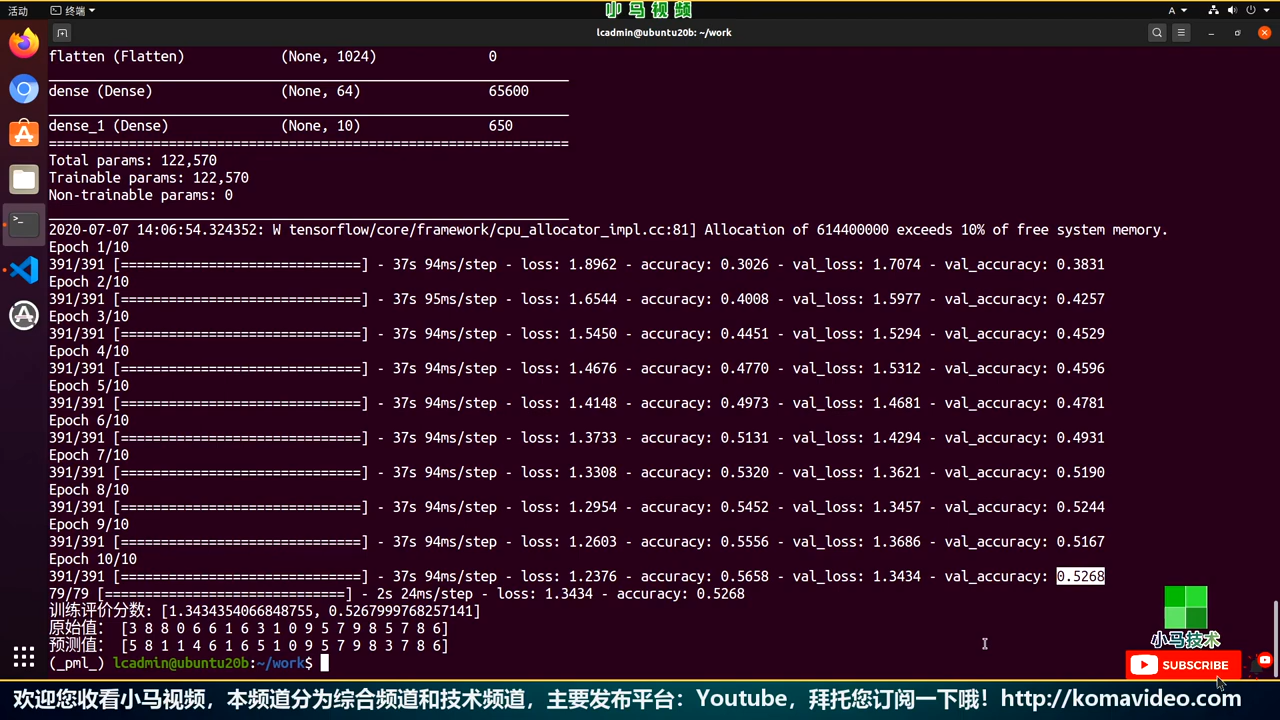 活动
终端
小马视频
A
lcadmin@ubuntu20b: ~/work
flatten (Flatten) (None, 1024) 0
dense (Dense) (None, 64) 65600
dense_1 (Dense) (None, 10) 650
=================================================================
Total params: 122,570
Trainable params: 122,570
Non-trainable params: 0
2020-07-07 14:06:54.324352: W tensorflow/core/framework/cpu_allocator_impl.cc:81] Allocation of 614400000 exceeds 10% of free system memory.
Epoch 1/10
391/391 [==============================] - 37s 94ms/step - loss: 1.8962 - accuracy: 0.3026 - val_loss: 1.7074 - val_accuracy: 0.3831
Epoch 2/10
391/391 [==============================] - 37s 95ms/step - loss: 1.6544 - accuracy: 0.4008 - val_loss: 1.5977 - val_accuracy: 0.4257
Epoch 3/10
391/391 [==============================] - 37s 94ms/step - loss: 1.5450 - accuracy: 0.4451 - val_loss: 1.5294 - val_accuracy: 0.4529
Epoch 4/10
391/391 [==============================] - 37s 94ms/step - loss: 1.4676 - accuracy: 0.4770 - val_loss: 1.5312 - val_accuracy: 0.4596
Epoch 5/10
391/391 [==============================] - 37s 94ms/step - loss: 1.4148 - accuracy: 0.4973 - val_loss: 1.4681 - val_accuracy: 0.4781
Epoch 6/10
391/391 [==============================] - 37s 94ms/step - loss: 1.3733 - accuracy: 0.5131 - val_loss: 1.4294 - val_accuracy: 0.4931
Epoch 7/10
391/391 [==============================] - 37s 94ms/step - loss: 1.3308 - accuracy: 0.5320 - val_loss: 1.3621 - val_accuracy: 0.5190
Epoch 8/10
391/391 [==============================] - 37s 94ms/step - loss: 1.2954 - accuracy: 0.5452 - val_loss: 1.3457 - val_accuracy: 0.5244
Epoch 9/10
391/391 [==============================] - 37s 94ms/step - loss: 1.2603 - accuracy: 0.5556 - val_loss: 1.3686 - val_accuracy: 0.5167
Epoch 10/10
391/391 [==============================] - 37s 94ms/step - loss: 1.2376 - accuracy: 0.5658 - val_loss: 1.3434 - val_accuracy: 0.5268
79/79 [==============================] - 2s 24ms/step - loss: 1.3434 - accuracy: 0.5268
训练评价分数: [1.3434354066848755, 0.5267999768257141]
原始值: [3 8 8 0 6 6 1 6 3 1 0 9 5 7 9 8 5 7 8 6]
预测值: [5 8 1 1 4 6 1 6 5 1 0 9 5 7 9 8 3 7 8 6]
(_pml_) lcadmin@ubuntu20b:~/work$
小马技术
SUBSCRIBE
欢迎您收看小马视频，本频道分为综合频道和技术频道，主要发布平台：Youtube，拜托您订阅一下哦！http://komavideo.com